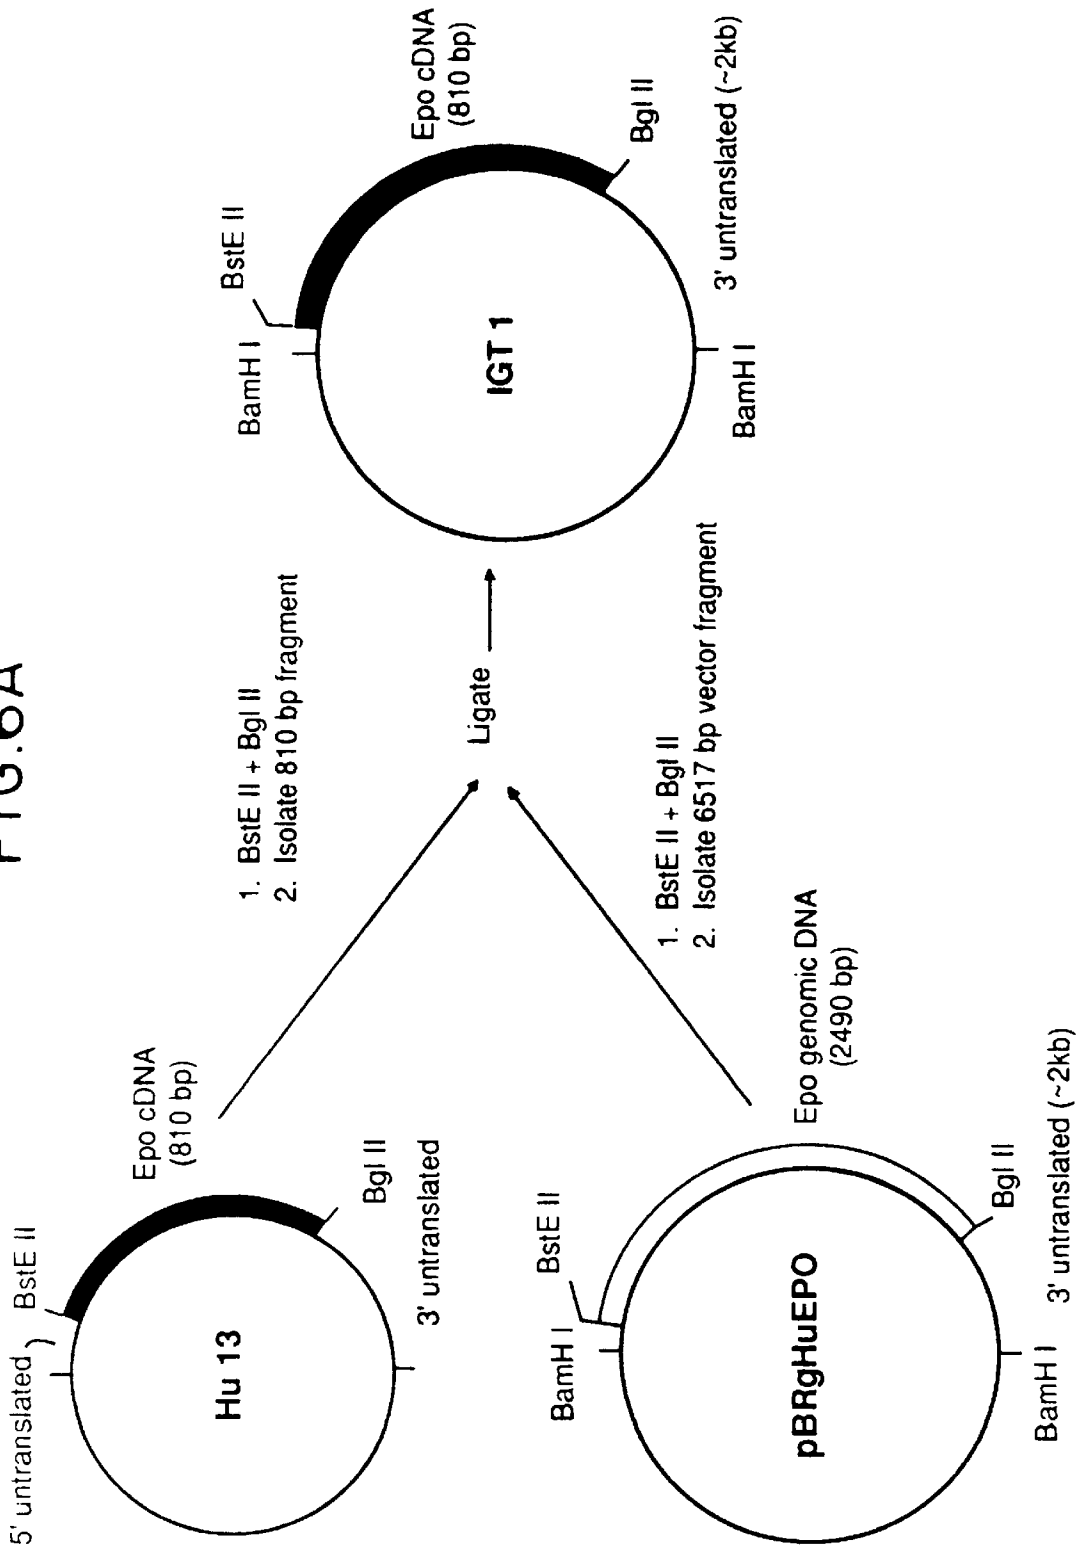 FIG.6A
5' untranslated
BstE II
Epo cDNA
(810 bp)
Hu 13
Bgl II
3' untranslated
1. BstE II + Bgl II
2. Isolate 810 bp fragment
BamH I
BstE II
Epo genomic DNA
(2490 bp)
pBRgHuEPO
Bgl II
BamH I
3' untranslated (~2kb)
1. BstE II + Bgl II
2. Isolate 6517 bp vector fragment
Ligate
BamH I
BstE II
Epo cDNA
(810 bp)
IGT 1
Bgl II
BamH I
3' untranslated (~2kb)